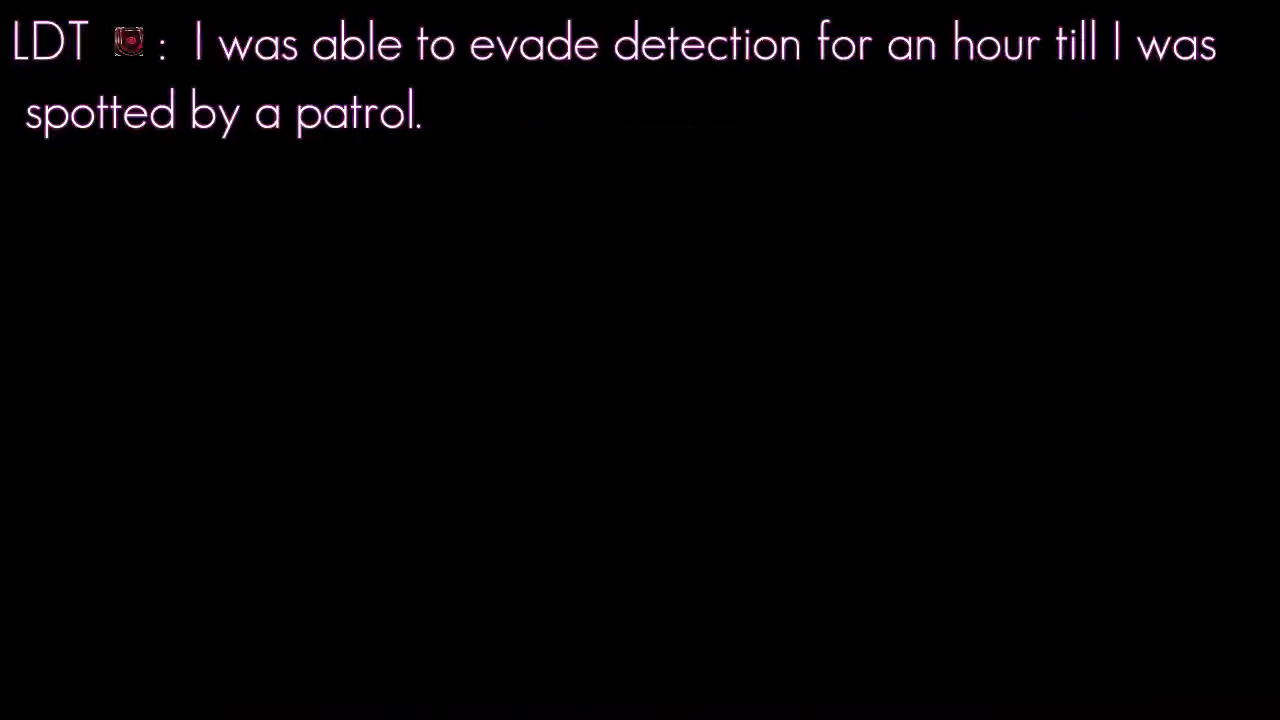 LDT : I was able to evade detection for an hour till I was
spotted by a patrol.